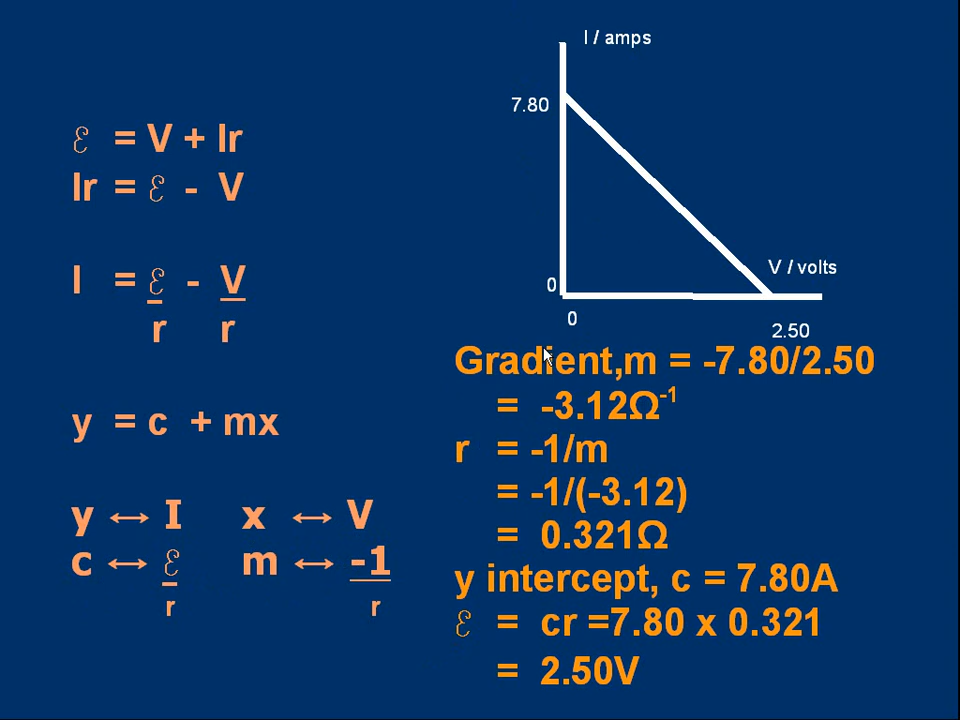 ℰ = V + Ir
Ir = ℰ - V
I = ℰ - V
r r
y = c + mx
y ↔ I x ↔ V
c ↔ ℰ m ↔ -1
r r
I / amps
7.80
V / volts
0
0
2.50
Gradient,m = -7.80/2.50
= -3.12Ω⁻¹
r = -1/m
= -1/(-3.12)
= 0.321Ω
y intercept, c = 7.80A
ℰ = cr =7.80 x 0.321
= 2.50V